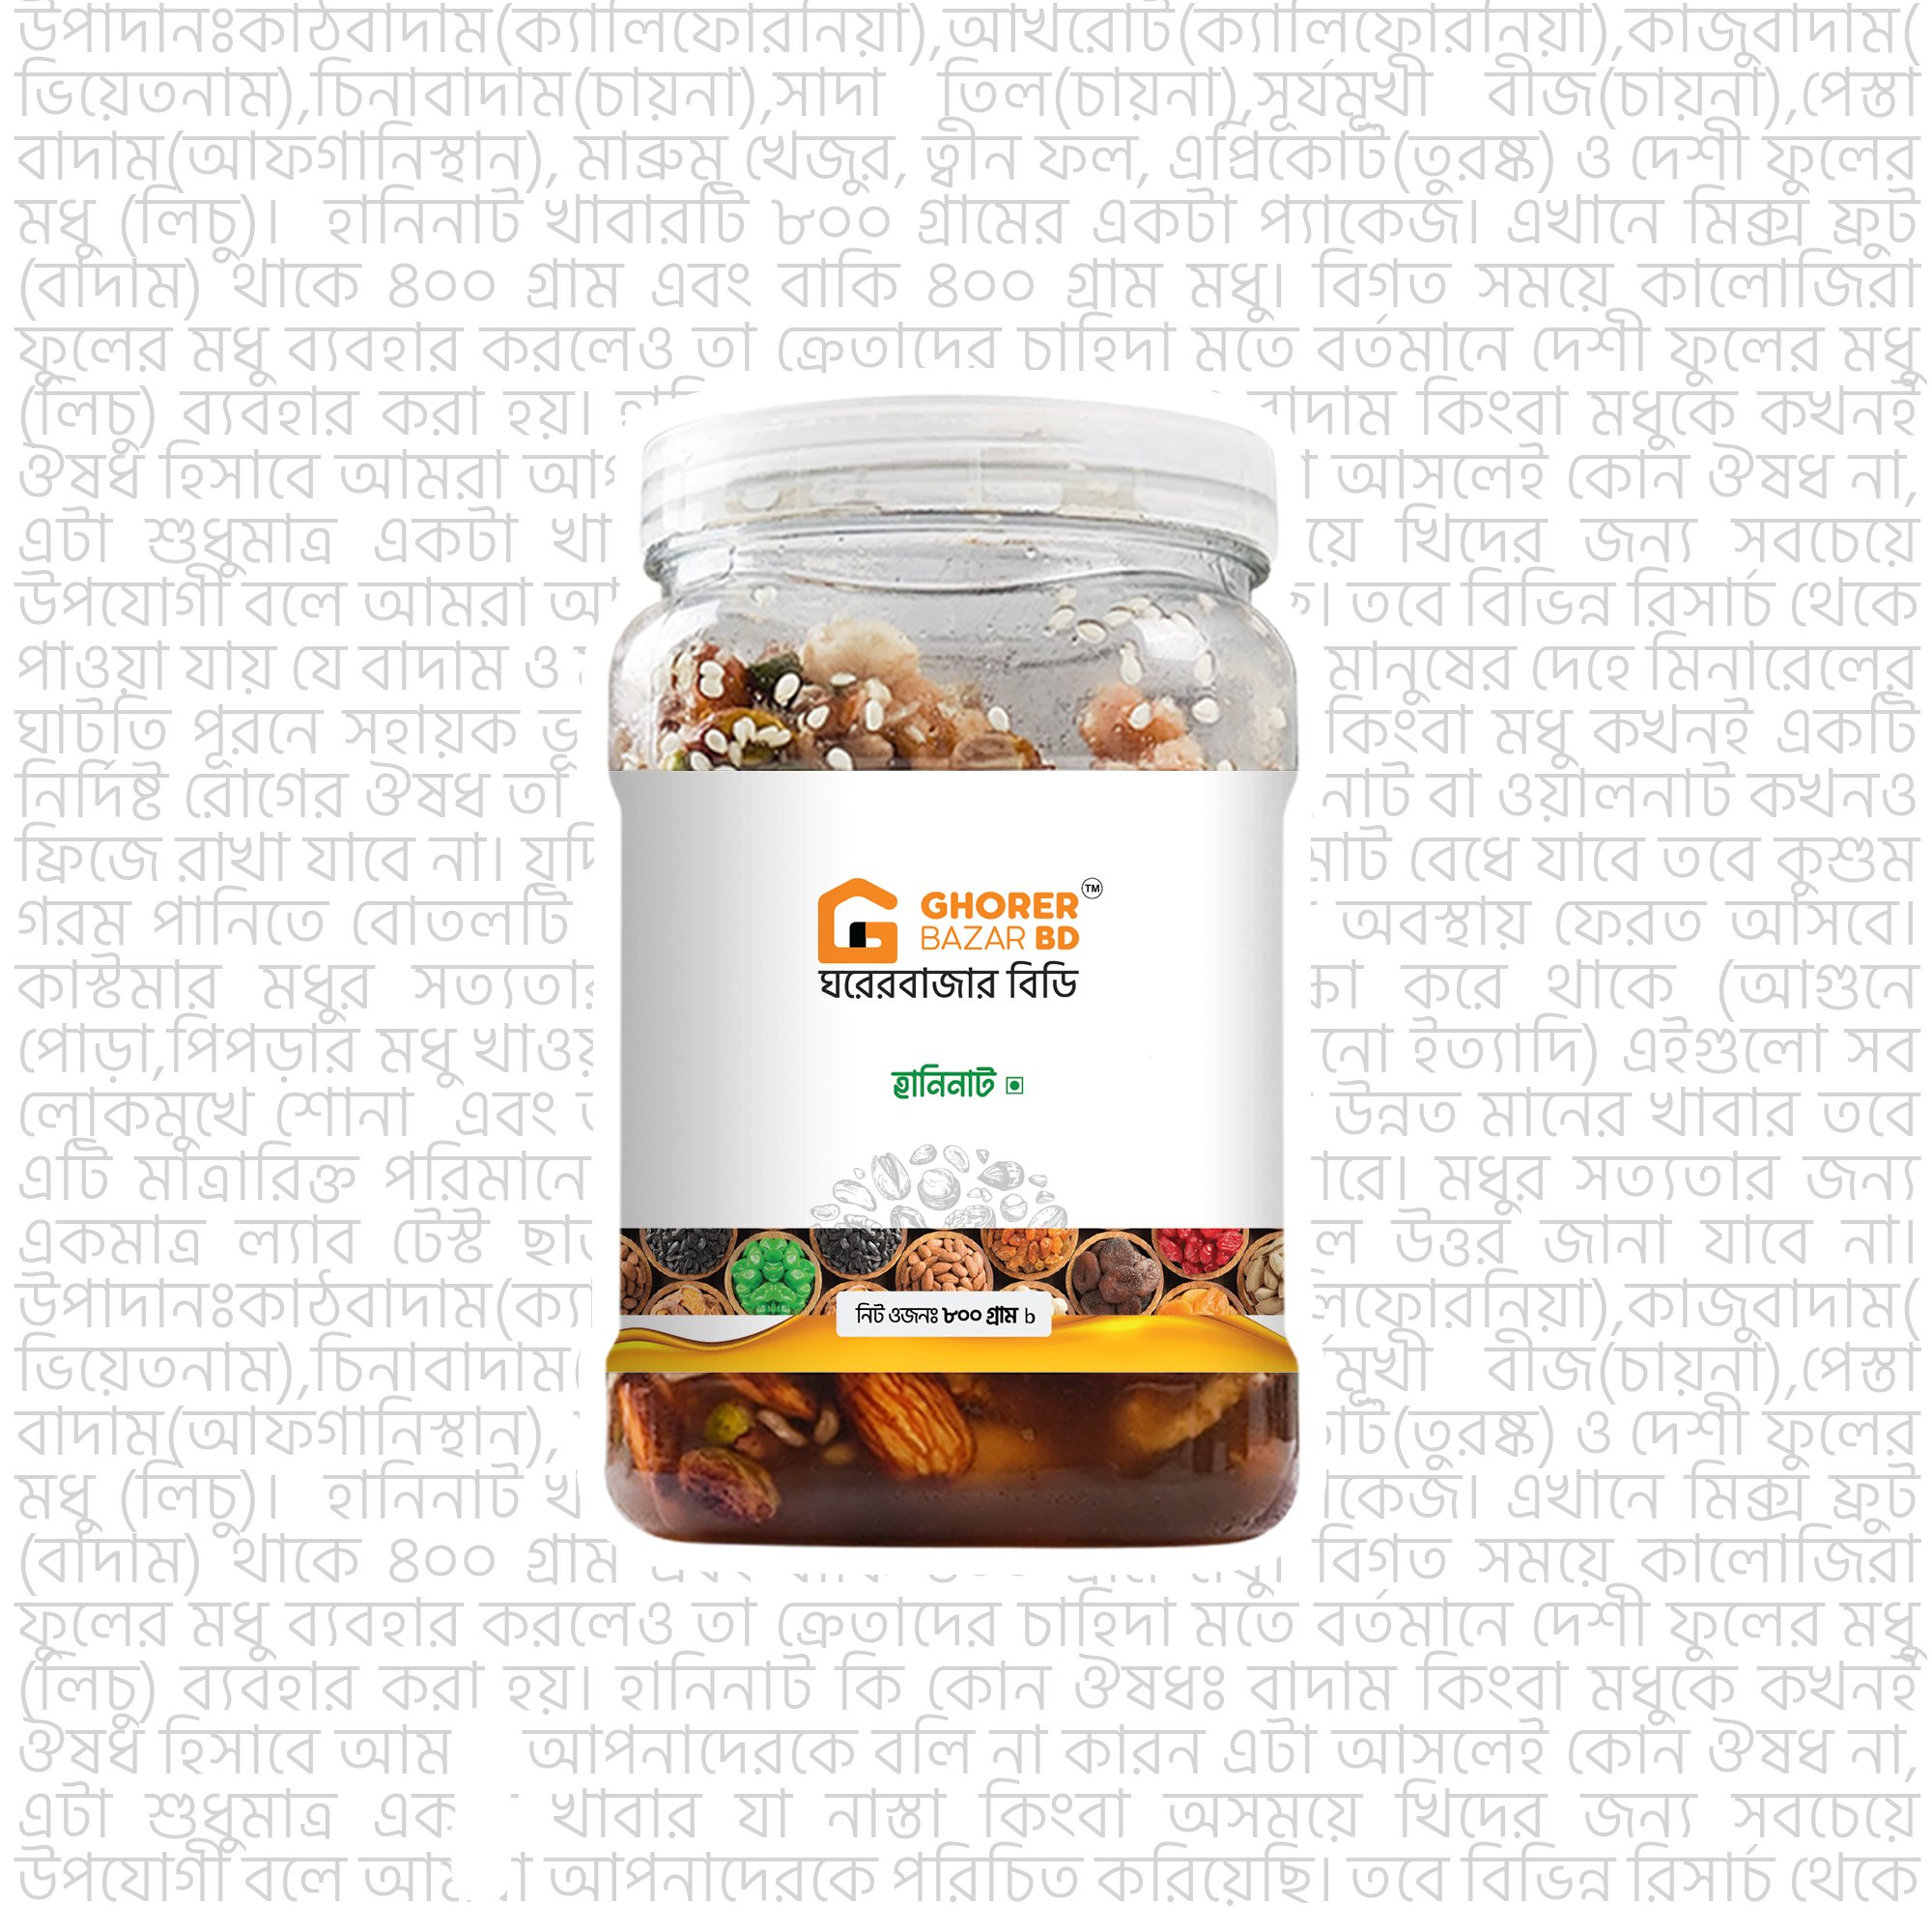 উপাদানঃকাঠবাদাম(ক্যালিফোরনিয়া),আখরোট(ক্যালিফোরনিয়া),কাজুবাদাম(
ভিয়েতনাম),চিনাবাদাম(চায়না),সাদা তিল(চায়না),সূর্যমূখী বীজ(চায়না),পেস্তা
বাদাম(আফগানিস্থান), মাব্রুম খেজুর, ত্বীন ফল, এপ্রিকোট(তুরষ্ক) ও দেশী ফুলের
মধু (লিচু)। হানিনাট খাবারটি ৮০০ গ্রামের একটা প্যাকেজ। এখানে মিক্স ফ্রুট
(বাদাম) থাকে ৪০০ গ্রাম এবং বাকি ৪০০ গ্রাম মধু। বিগত সময়ে কালোজিরা
ফুলের মধু ব্যবহার করলেও তা ক্রেতাদের চাহিদা মতে বর্তমানে দেশী ফুলের মধু
(লিচু) ব্যবহার করা হয়। বাদাম কিংবা মধুকে কখনই
ঔষধ হিসাবে আমরা আসলেই কোন ঔষধ না,
এটা শুধুমাত্র একটা খিদের জন্য সবচেয়ে
উপযোগী বলে আমরা তবে বিভিন্ন রিসার্চ থেকে
পাওয়া যায় যে বাদাম ও মানুষের দেহে মিনারেলের
ঘাটতি পূরনে সহায়ক কিংবা মধু কখনই একটি
নির্দিষ্ট রোগের ঔষধ তা বা ওয়ালনাট কখনও
ফ্রিজে রাখা যাবে না। বেধে যাবে তবে কুশুম
গরম পানিতে বোতলটি অবস্থায় ফেরত আসবে।
কাস্টমার মধুর করে থাকে (আগুনে
পোড়া,পিপড়ার মধু ইত্যাদি) এইগুলো সব
লোকমুখে শোনা এবং উন্নত মানের খাবার তবে
এটি মাত্রারিক্ত পরিমানে মধুর সত্যতার জন্য
একমাত্র ল্যাব টেস্ট উওর জানা যাবে না
উপাদানঃকাঠবাদাম(ক্যা ,কাজুবাদাম(
ভিয়েতনাম),চিনাবাদাম( বীজ(চায়না),পেস্তা
বাদাম(আফগানিস্থান), (তুরষ্ক) ও দেশী ফুলের
মধু (লিচু)। হানিনাট এখানে মিক্স ফ্রুট
(বাদাম) থাকে ৪০০ গ্রাম বিগত সময়ে কালোজিরা
ফুলের মধু ব্যবহার করলেও তা ক্রেতাদের চাহিদা মতে বর্তমানে দেশী ফুলের মধু
(লিচু) ব্যবহার করা হয়। হানিনাট কি কোন ঔষধঃ বাদাম কিংবা মধুকে কখনই
ঔষধ হিসাবে আম আপনাদেরকে বলি না কারন এটা আসলেই কোন ঔষধ না,
এটা শুধুমাত্র এক খাবার যা নাস্তা কিংবা অসময়ে খিদের জন্য সবচেয়ে
উপযোগী বলে আপনাদেরকে পরিচিত করিয়েছি। তবে বিভিন্ন রিসার্চ থেকে
GHORER TM
BAZAR BD
ঘরেরবাজার বিডি
হানিনাট
নিট ওজনঃ ৮০০ গ্রাম b